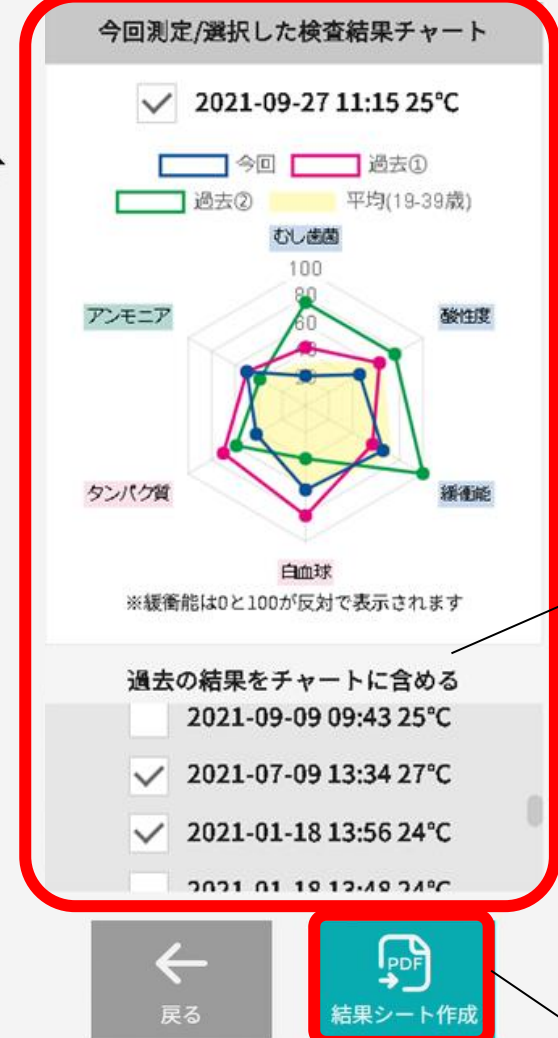 今回測定/選択した検査結果チャート
2021-09-27 11:15 25℃
今回 過去①
過去② 平均(19-39歳)
むし歯菌
100
80
60
40
20
アンモニア 酸性度
タンパク質 緩衝能
白血球
※緩衝能は0と100が反対で表示されます
過去の結果をチャートに含める
2021-09-09 09:43 25℃
2021-07-09 13:34 27℃
2021-01-18 13:56 24℃
2021-01-18 13:48 24℃
戻る
PDF
結果シート作成